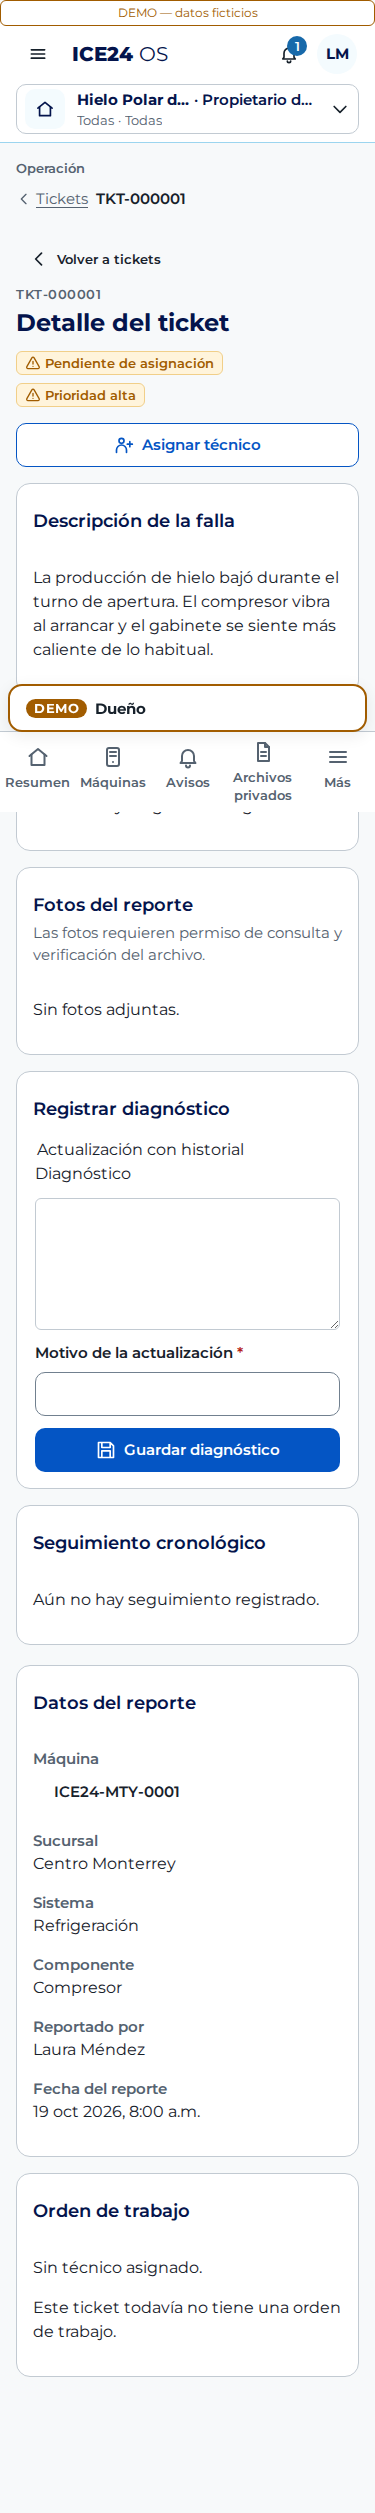 DEMO — datos ficticios
ICE24 OS
1
LM
Hielo Polar d... · Propietario d...
Todas · Todas
Operación
Tickets TKT-000001
Volver a tickets
TKT-000001
Detalle del ticket
Pendiente de asignación
Prioridad alta
Asignar técnico
Descripción de la falla
La producción de hielo bajó durante el
turno de apertura. El compresor vibra
al arrancar y el gabinete se siente más
caliente de lo habitual.
DEMO Dueño
Resumen
Máquinas
Avisos
Archivos
privados
Más
Fotos del reporte
Las fotos requieren permiso de consulta y
verificación del archivo.
Sin fotos adjuntas.
Registrar diagnóstico
Actualización con historial
Diagnóstico
Motivo de la actualización *
Guardar diagnóstico
Seguimiento cronológico
Aún no hay seguimiento registrado.
Datos del reporte
Máquina
ICE24-MTY-0001
Sucursal
Centro Monterrey
Sistema
Refrigeración
Componente
Compresor
Reportado por
Laura Méndez
Fecha del reporte
19 oct 2026, 8:00 a.m.
Orden de trabajo
Sin técnico asignado.
Este ticket todavía no tiene una orden
de trabajo.